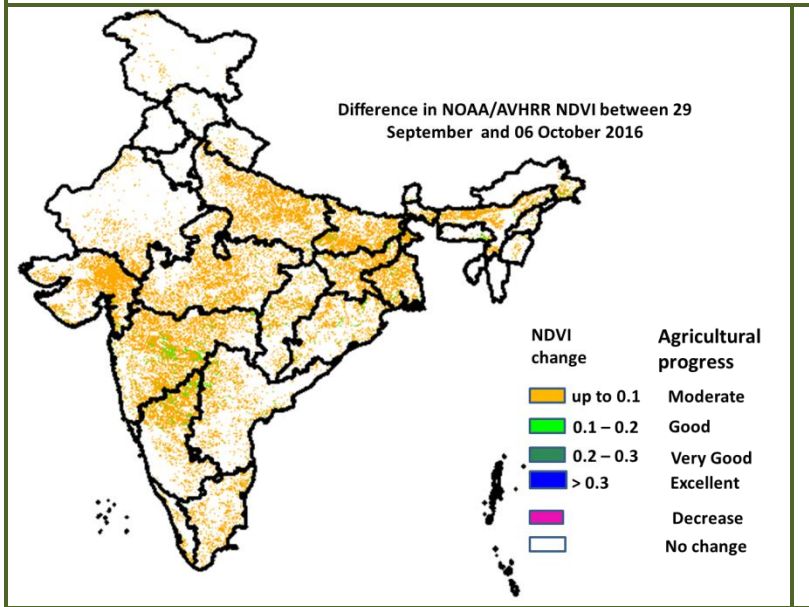 Difference in NOAA/AVHRR NDVI between 29
September and 06 October 2016
NDVI change
Agricultural progress
up to 0.1 Moderate
0.1 – 0.2 Good
0.2 – 0.3 Very Good
> 0.3 Excellent
Decrease
No change